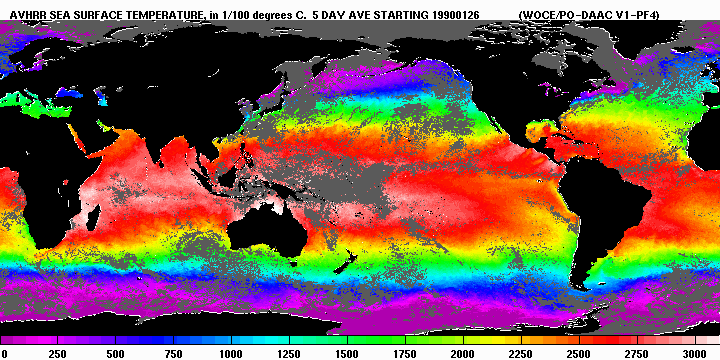 AVHRR SEA SURFACE TEMPERATURE, in 1/100 degrees C. 5 DAY AVE STARTING 19900126 (WOCE/PO-DAAC V1-PF4)
0 250 500 750 1000 1250 1500 1750 2000 2250 2500 2750 3000